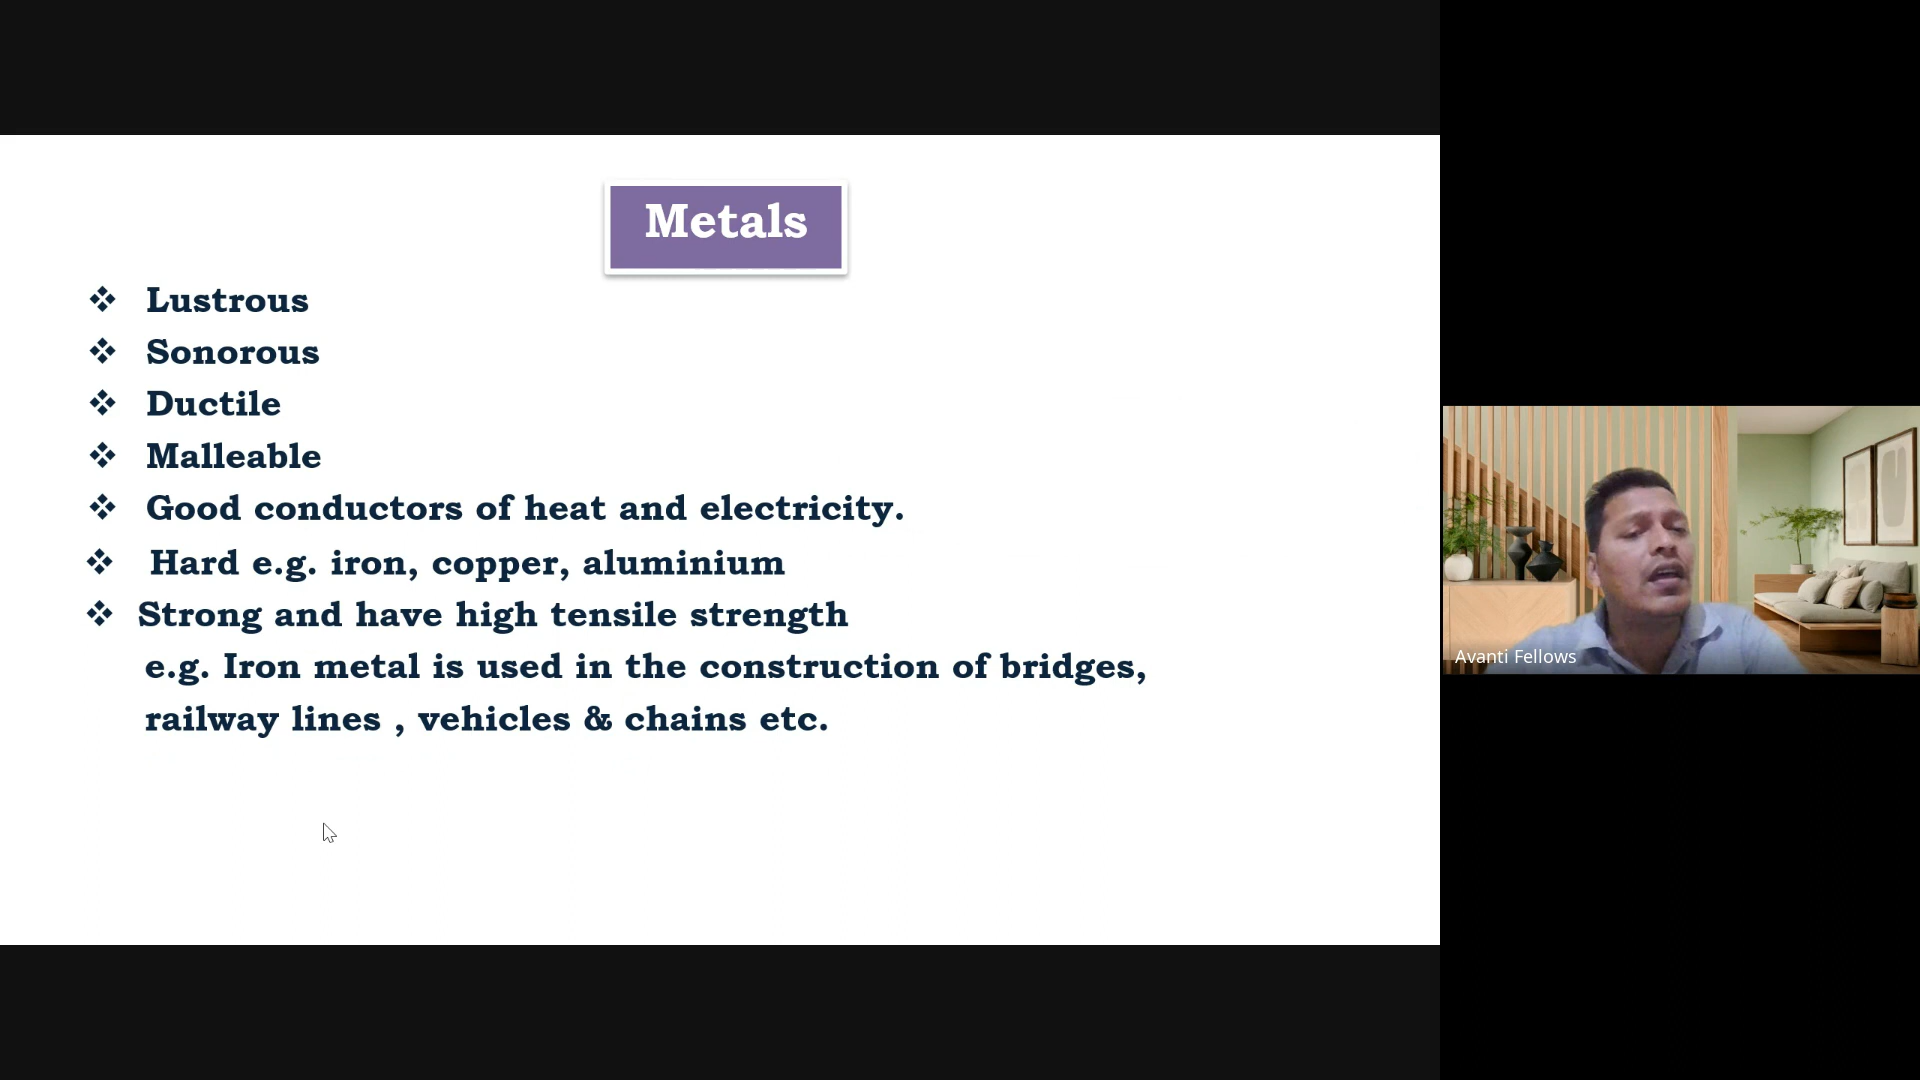 Metals
❖ Lustrous
❖ Sonorous
❖ Ductile
❖ Malleable
❖ Good conductors of heat and electricity.
❖ Hard e.g. iron, copper, aluminium
❖ Strong and have high tensile strength
e.g. Iron metal is used in the construction of bridges,
railway lines , vehicles & chains etc.
Avanti Fellows